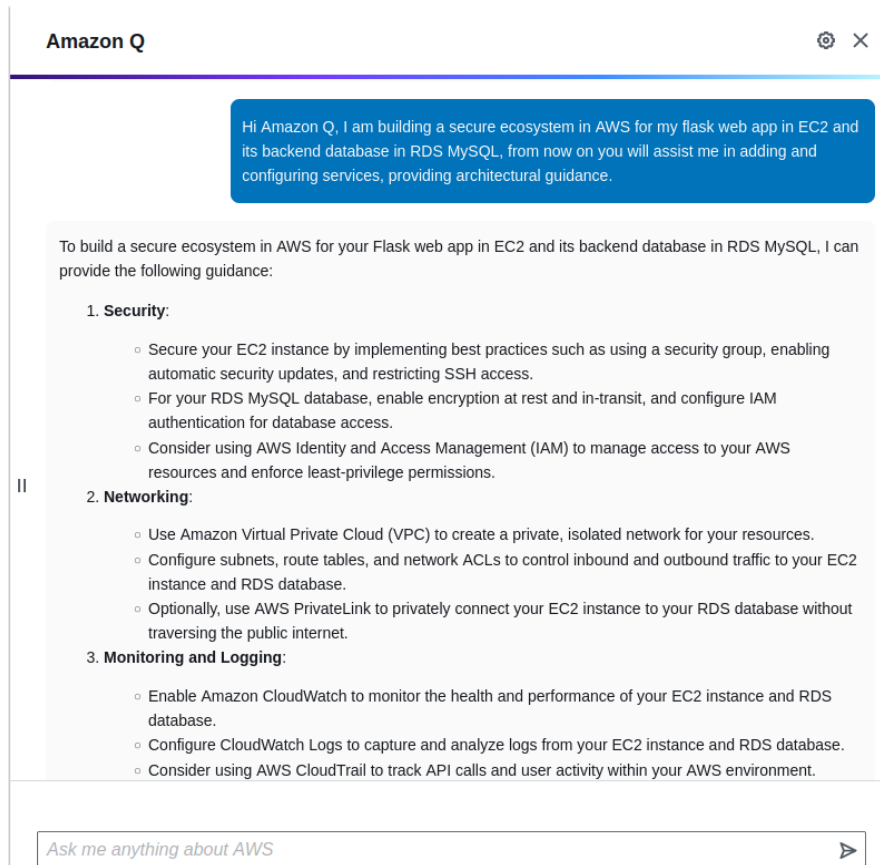 Amazon Q
Hi Amazon Q, I am building a secure ecosystem in AWS for my flask web app in EC2 and
its backend database in RDS MySQL, from now on you will assist me in adding and
configuring services, providing architectural guidance.
To build a secure ecosystem in AWS for your Flask web app in EC2 and its backend database in RDS MySQL, I can
provide the following guidance:
1. Security:
Secure your EC2 instance by implementing best practices such as using a security group, enabling
automatic security updates, and restricting SSH access.
For your RDS MySQL database, enable encryption at rest and in-transit, and configure IAM
authentication for database access.
Consider using AWS Identity and Access Management (IAM) to manage access to your AWS
resources and enforce least-privilege permissions.
2. Networking:
Use Amazon Virtual Private Cloud (VPC) to create a private, isolated network for your resources.
Configure subnets, route tables, and network ACLs to control inbound and outbound traffic to your EC2
instance and RDS database.
Optionally, use AWS PrivateLink to privately connect your EC2 instance to your RDS database without
traversing the public internet.
3. Monitoring and Logging:
Enable Amazon CloudWatch to monitor the health and performance of your EC2 instance and RDS
database.
Configure CloudWatch Logs to capture and analyze logs from your EC2 instance and RDS database.
Consider using AWS CloudTrail to track API calls and user activity within your AWS environment.
Ask me anything about AWS